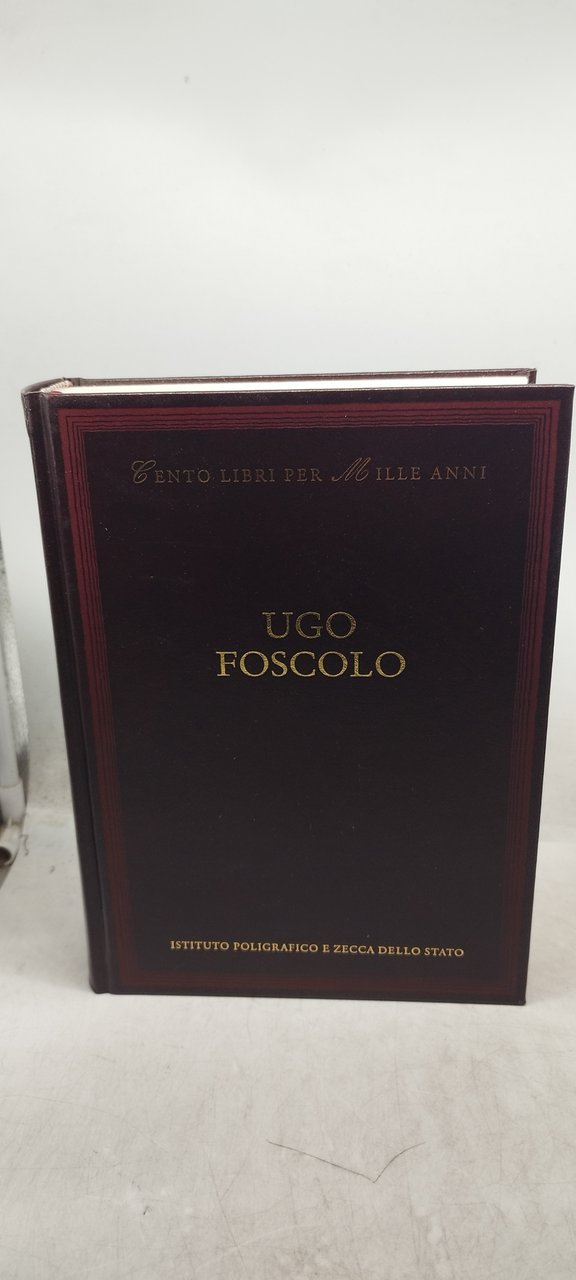 CENTO LIBRI PER MILLE ANNI
UGO
FOSCOLO
ISTITUTO POLIGRAFICO E ZECCA DELLO STATO